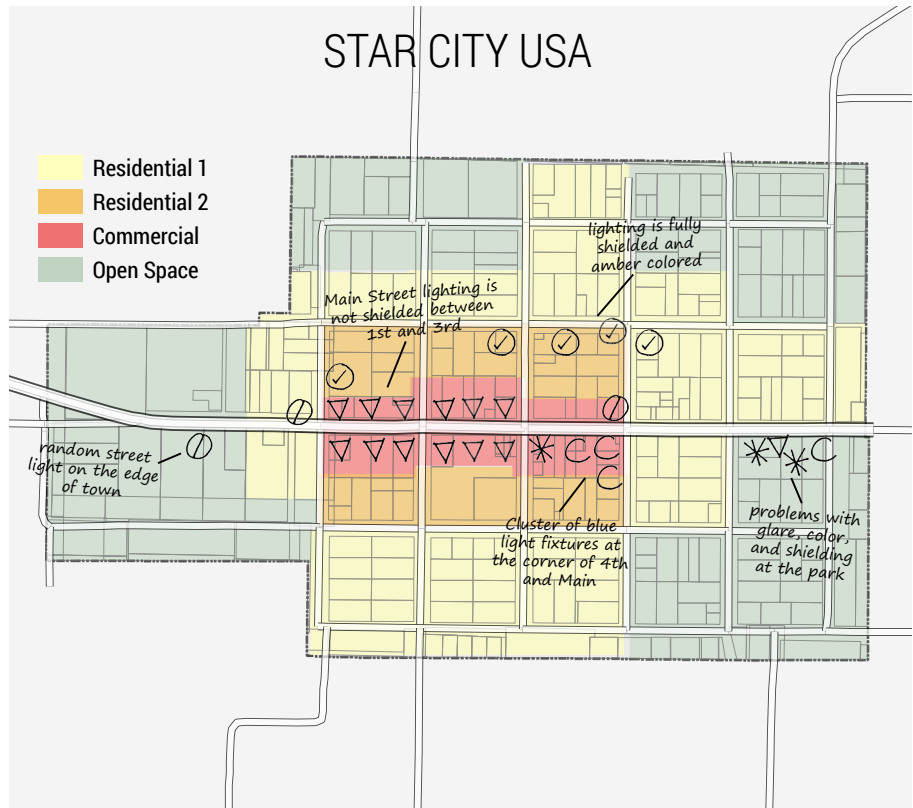 STAR CITY USA
Residential 1
Residential 2
Commercial
Open Space
lighting is fully
shielded and
amber colored
Main Street lighting is
not shielded between
1st and 3rd
random street
light on the edge
of town
Cluster of blue
light fixtures at
the corner of 4th
and Main
problems with
glare, color,
and shielding
at the park